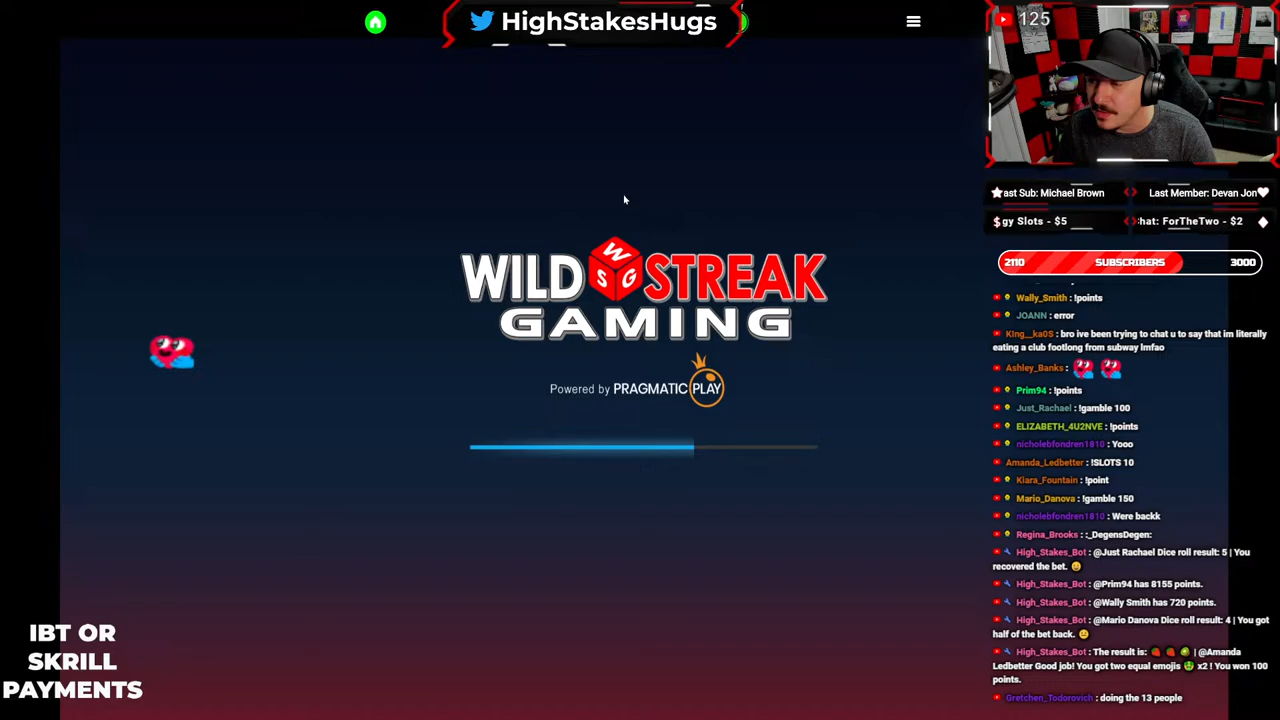 HighStakesHugs
125
ast Sub: Michael Brown
Last Member: Devan Jon
gy Slots - $5
hat: ForTheTwo - $2
2110 SUBSCRIBERS 3000
WILD WSG STREAK
GAMING
Powered by PRAGMATIC PLAY
IBT OR
SKRILL
PAYMENTS
Wally_Smith : !points
JOANN : error
King__ka0S : bro ive been trying to chat u to say that im literally
eating a club footlong from subway lmfao
Ashley_Banks :
Prim94 : !points
Just_Rachael : !gamble 100
ELIZABETH_4U2NVE : !points
nicholebfondren1810 : Yooo
Amanda_Ledbetter : !SLOTS 10
Kiara_Fountain : !point
Mario_Danova : !gamble 150
nicholebfondren1810 : Were backk
Regina_Brooks : :_DegensDegen:
High_Stakes_Bot : @Just Rachael Dice roll result: 5 | You
recovered the bet. 
High_Stakes_Bot : @Prim94 has 8155 points.
High_Stakes_Bot : @Wally Smith has 720 points.
High_Stakes_Bot : @Mario Danova Dice roll result: 4 | You got
half of the bet back.
High_Stakes_Bot : The result is: 🍓 🍓 🥝 | @Amanda
Ledbetter Good job! You got two equal emojis 🤑 x2 ! You won 100
points.
Gretchen_Todorovich : doing the 13 people